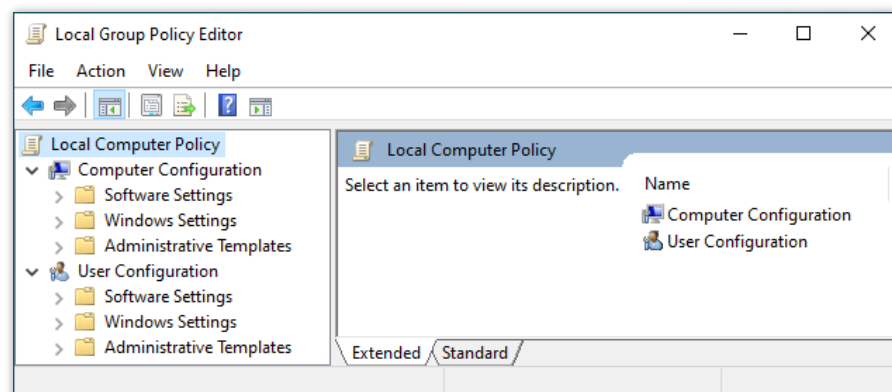 Local Group Policy Editor
File Action View Help
Local Computer Policy
Computer Configuration
Software Settings
Windows Settings
Administrative Templates
User Configuration
Software Settings
Windows Settings
Administrative Templates
Local Computer Policy
Select an item to view its description.
Name
Computer Configuration
User Configuration
Extended Standard